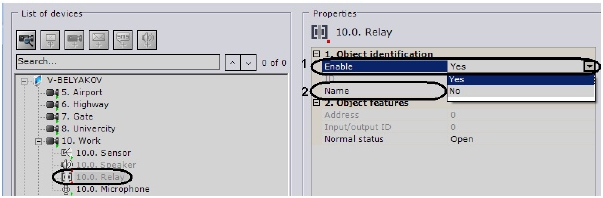 List of devices
Search...
0 of 0
V-BELYAKOV
5. Airport
6. Highway
7. Gate
8. Univercity
10. Work
10.0. Sensor
10.0. Speaker
10.0. Relay
10.0. Microphone
Properties
10.0. Relay
1. Object identification
1 Enable Yes
ID Yes
2 Name No
2. Object features
Address 0
Input/output ID 0
Normal status Open